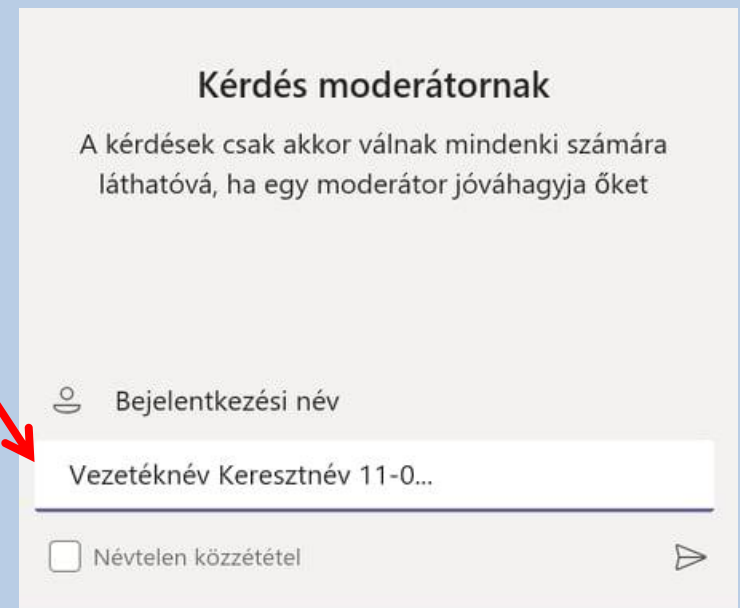 Kérdés moderátornak
A kérdések csak akkor válnak mindenki számára
láthatóvá, ha egy moderátor jóváhagyja őket
Bejelentkezési név
Vezetéknév Keresztnév 11-0...
Névtelen közzététel